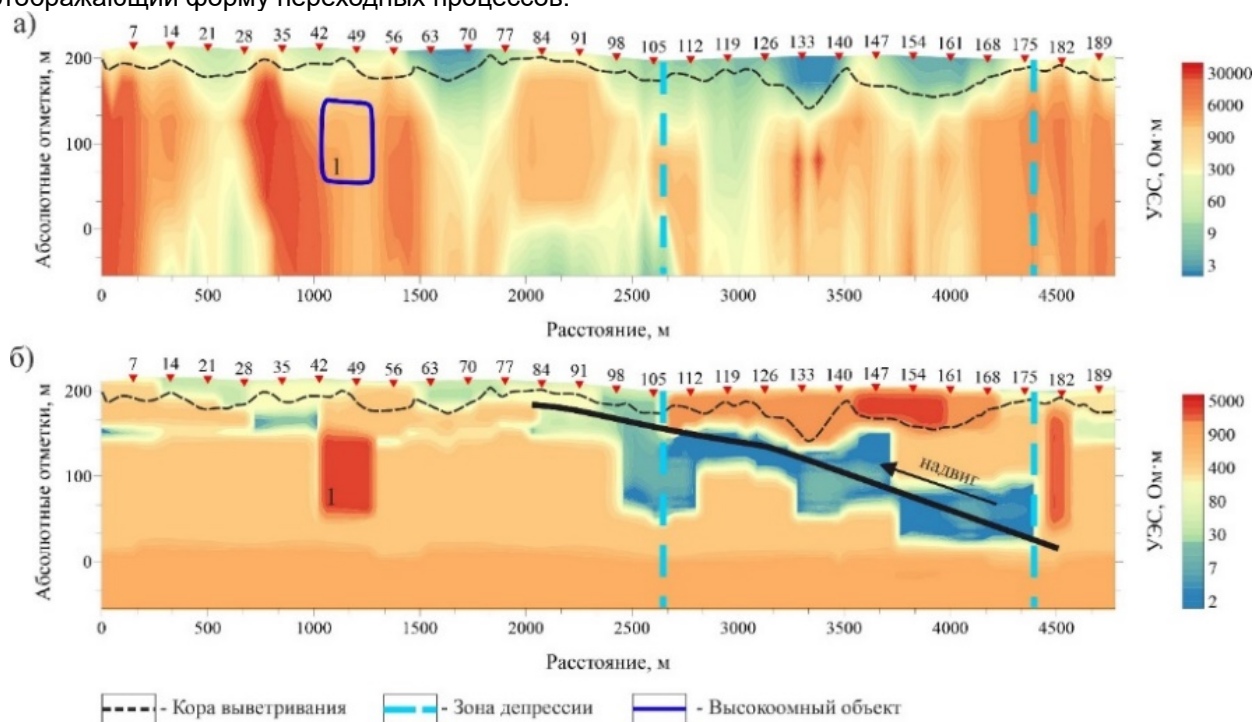 отображающий форму переходных процессов.
а)
7 14 21 28 35 42 49 56 63 70 77 84 91 98 105 112 119 126 133 140 147 154 161 168 175 182 189
200
100
0
Абсолютные отметки, м
1
0 500 1000 1500 2000 2500 3000 3500 4000 4500
Расстояние, м
УЭС, Ом·м
30000
6000
900
300
60
9
3
б)
7 14 21 28 35 42 49 56 63 70 77 84 91 98 105 112 119 126 133 140 147 154 161 168 175 182 189
200
100
0
Абсолютные отметки, м
1
надвиг
0 500 1000 1500 2000 2500 3000 3500 4000 4500
Расстояние, м
УЭС, Ом·м
5000
900
400
80
30
7
2
- Кора выветривания - Зона депрессии - Высокоомный объект